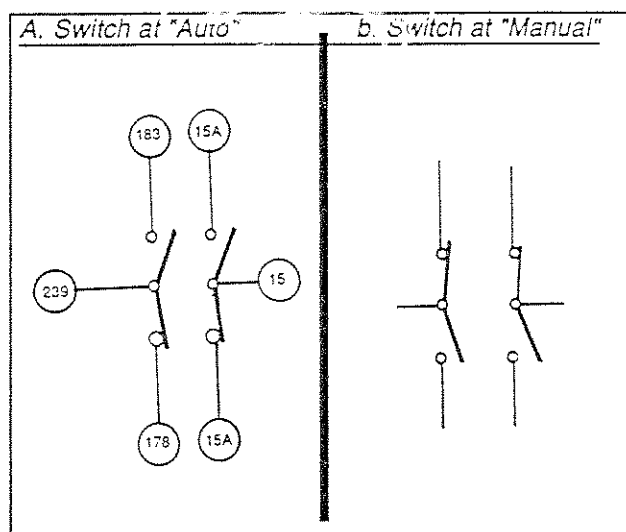 A. Switch at "Auto"
b. Switch at "Manual"
183
15A
239
15
178
15A